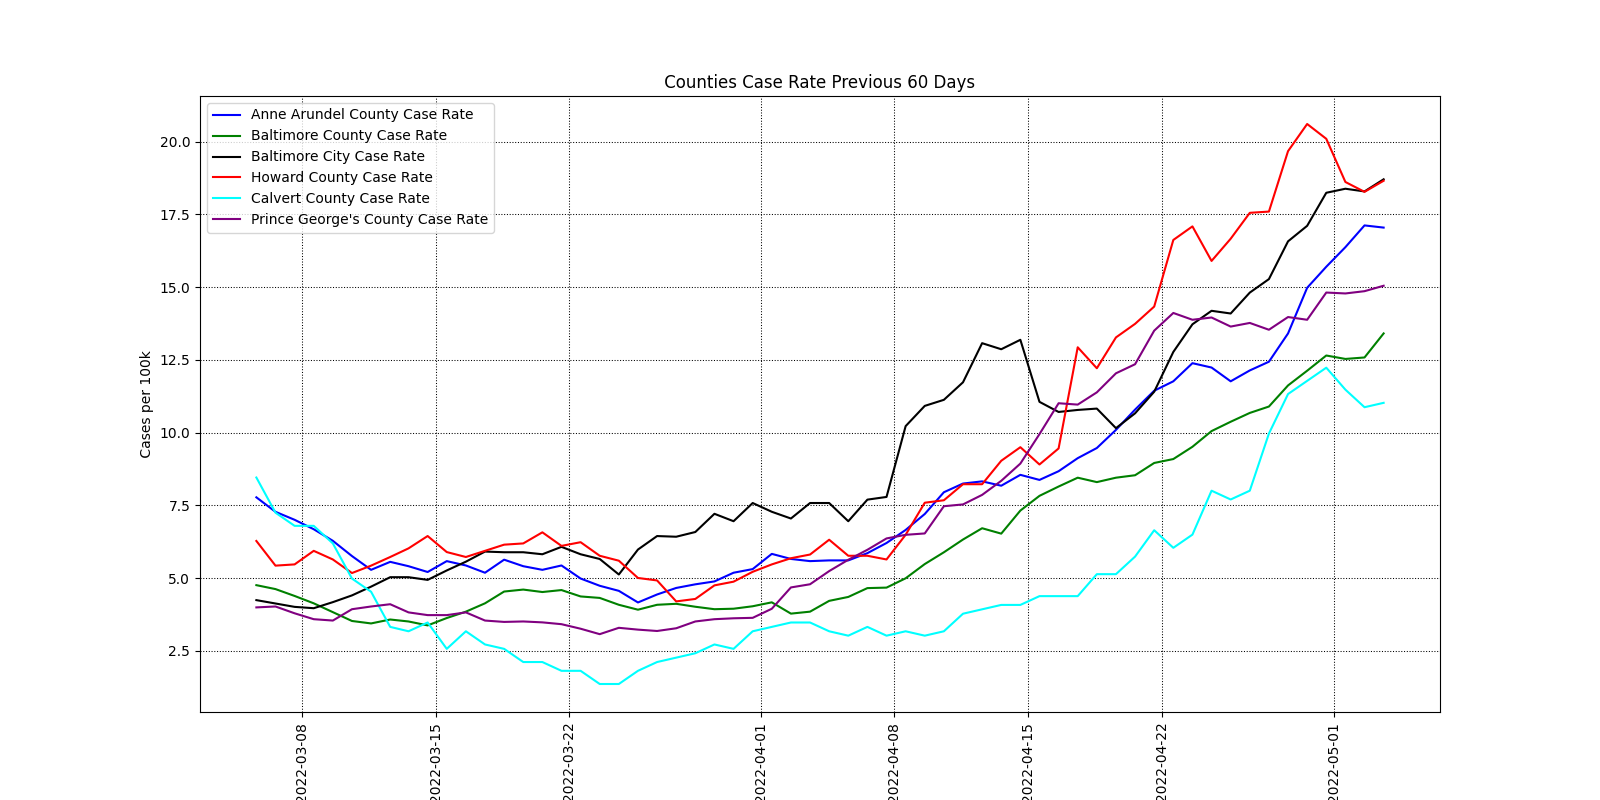 Counties Case Rate Previous 60 Days
Anne Arundel County Case Rate
Baltimore County Case Rate
Baltimore City Case Rate
Howard County Case Rate
Calvert County Case Rate
Prince George's County Case Rate
20.0
17.5
15.0
12.5
10.0
7.5
5.0
2.5
Cases per 100k
2022-03-08
2022-03-15
2022-03-22
2022-04-01
2022-04-08
2022-04-15
2022-04-22
2022-05-01